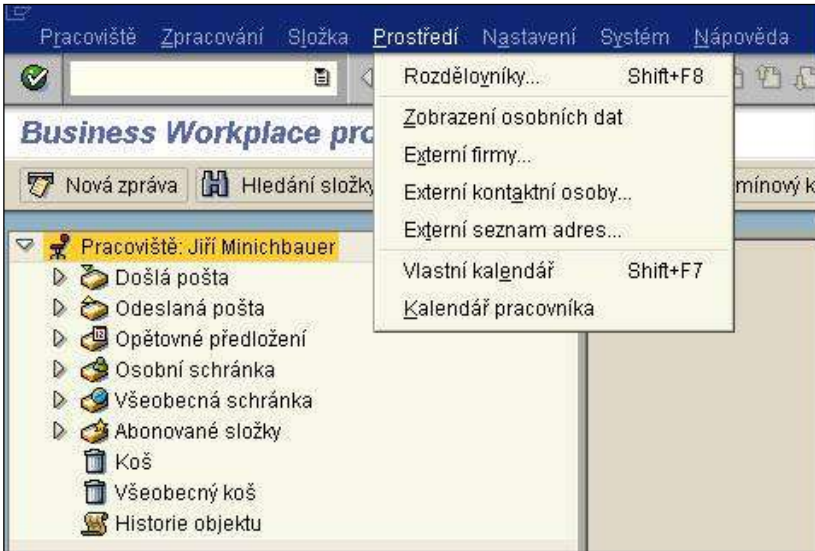 Pracoviště Zpracování Složka Prostředí Nastavení Systém Nápověda
Rozdělovníky... Shift+F8
Zobrazení osobních dat
Externí firmy...
Externí kontaktní osoby...
Externí seznam adres...
Vlastní kalendář Shift+F7
Kalendář pracovníka
Business Workplace pro
Nová zpráva Hledání složky mínový k
Pracoviště: Jiří Minichbauer
Došlá pošta
Odeslaná pošta
Opětovné předložení
Osobní schránka
Všeobecná schránka
Abonované složky
Koš
Všeobecný koš
Historie objektu